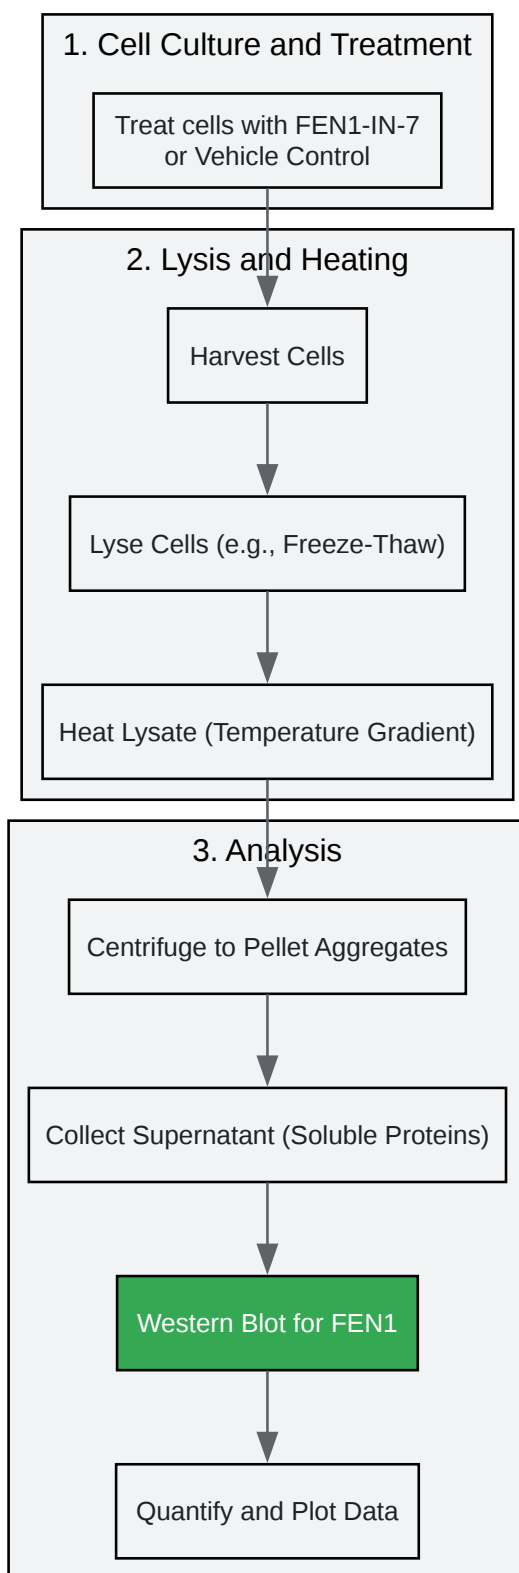 1. Cell Culture and Treatment
Treat cells with FEN1-IN-7
or Vehicle Control
2. Lysis and Heating
Harvest Cells
Lyse Cells (e.g., Freeze-Thaw)
Heat Lysate (Temperature Gradient)
3. Analysis
Centrifuge to Pellet Aggregates
Collect Supernatant (Soluble Proteins)
Western Blot for FEN1
Quantify and Plot Data